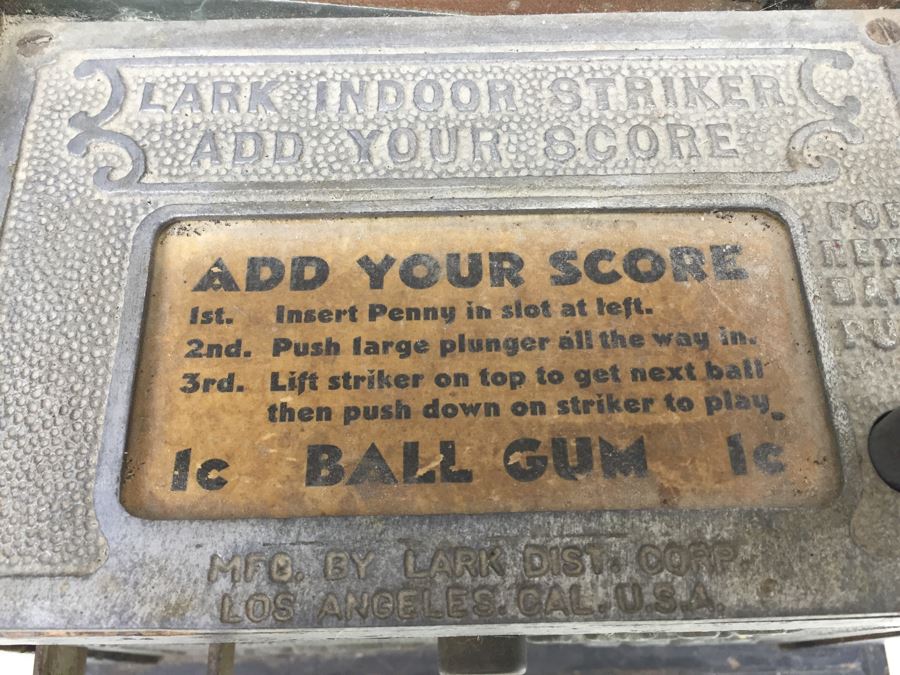 LARK INDOOR STRIKER
ADD YOUR SCORE
ADD YOUR SCORE
1st. Insert Penny in slot at left.
2nd. Push large plunger all the way in.
3rd. Lift striker on top to get next ball
then push down on striker to play.
1c BALL GUM 1c
MFG. BY LARK DIST. CORP.
LOS ANGELES. CAL. U.S.A.
FOR